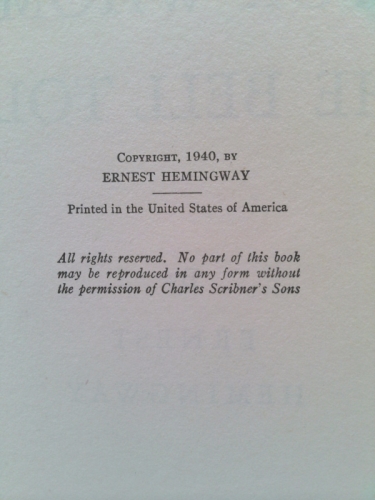 COPYRIGHT, 1940, BY
ERNEST HEMINGWAY
Printed in the United States of America
All rights reserved. No part of this book
may be reproduced in any form without
the permission of Charles Scribner's Sons